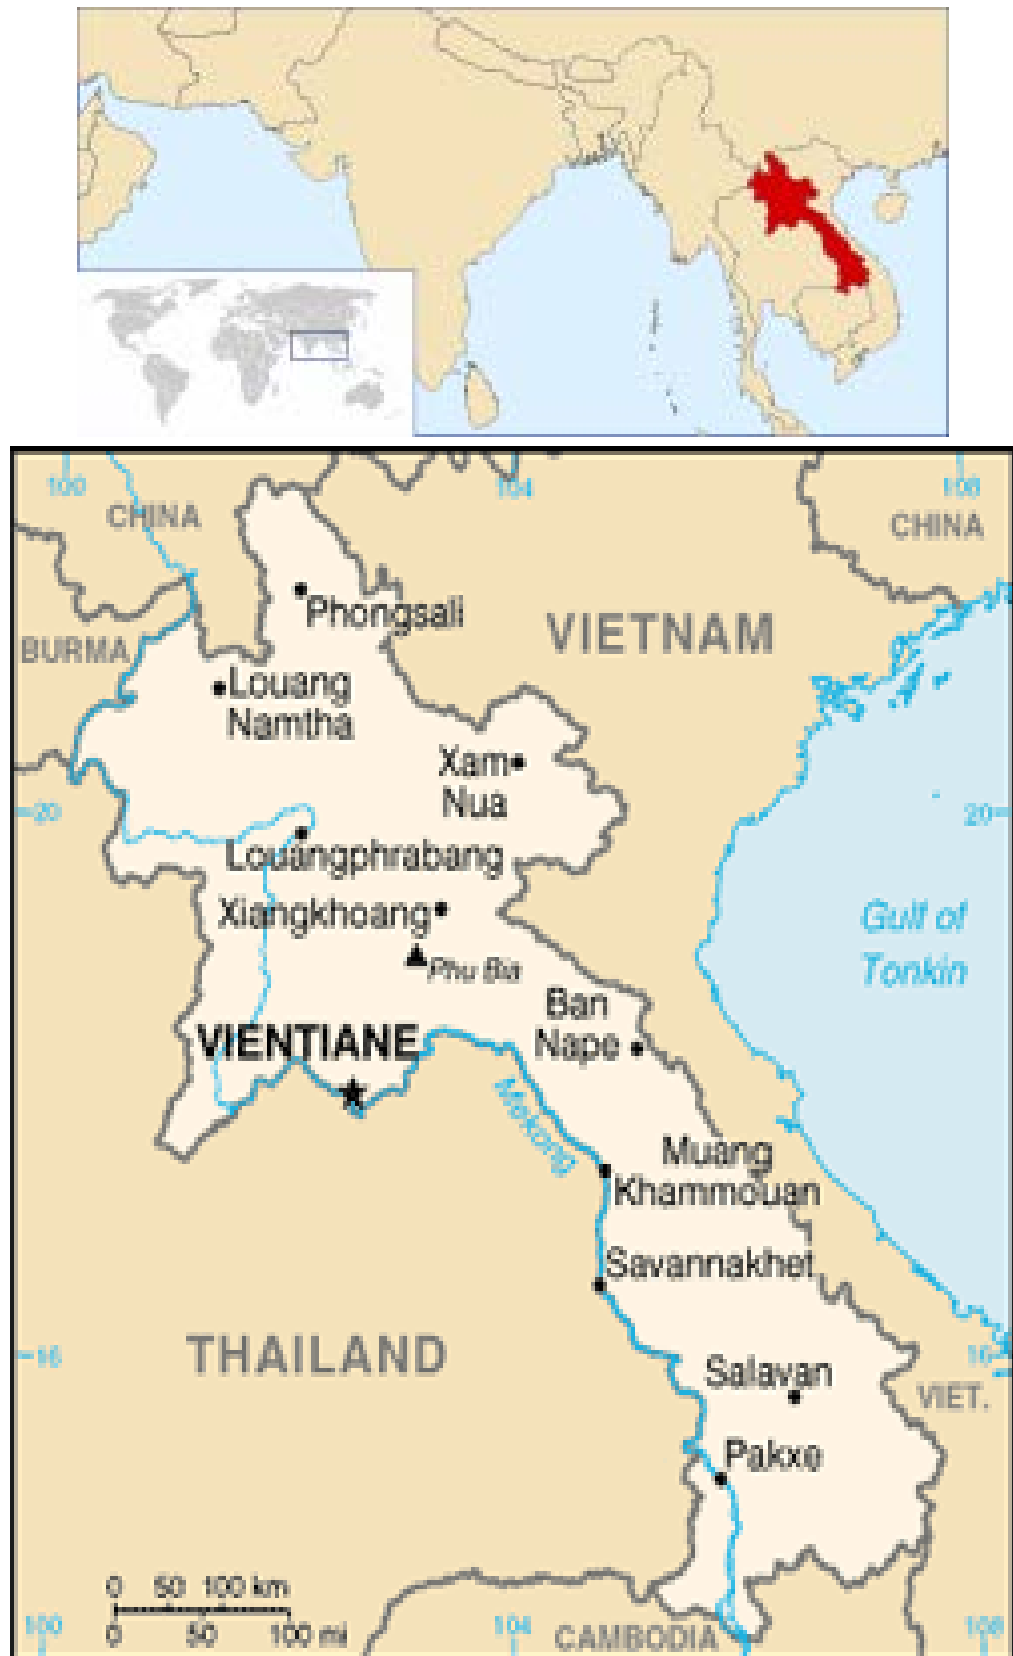 100
104
108
CHINA
CHINA
Phongsali
VIETNAM
BURMA
Louang
Namtha
Xam
Nua
20
20
Louangphrabang
Xiangkhoang
Gulf of
Tonkin
Phu Bia
Ban
Nape
VIENTIANE
Mekong
Muang
Khammouan
Savannakhet
THAILAND
16
16
Salavan
VIET.
Pakxe
0 50 100 km
0 50 100 mi
100
104
CAMBODIA
108